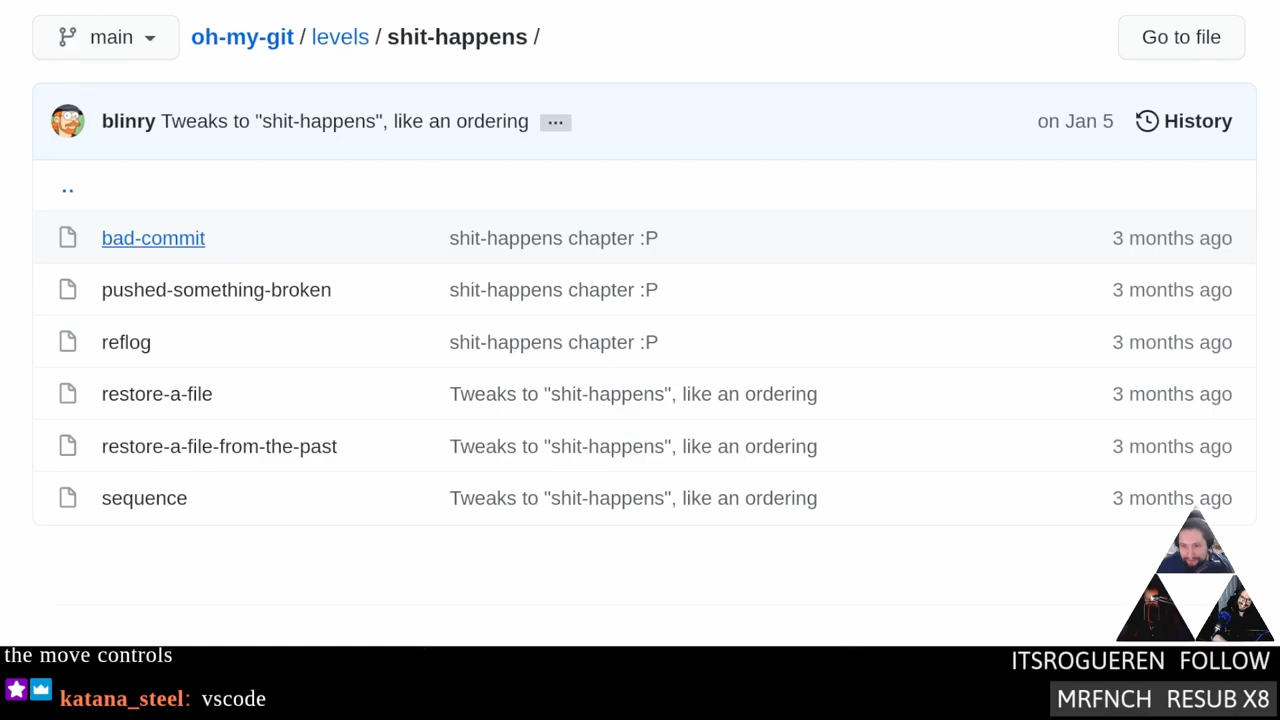 main oh-my-git / levels / shit-happens / Go to file
blinry Tweaks to "shit-happens", like an ordering ... on Jan 5 History
..
bad-commit shit-happens chapter :P 3 months ago
pushed-something-broken shit-happens chapter :P 3 months ago
reflog shit-happens chapter :P 3 months ago
restore-a-file Tweaks to "shit-happens", like an ordering 3 months ago
restore-a-file-from-the-past Tweaks to "shit-happens", like an ordering 3 months ago
sequence Tweaks to "shit-happens", like an ordering 3 months ago
the move controls
katana_steel: vscode
ITSROGUEREN FOLLOW
MRFNCH RESUB X8